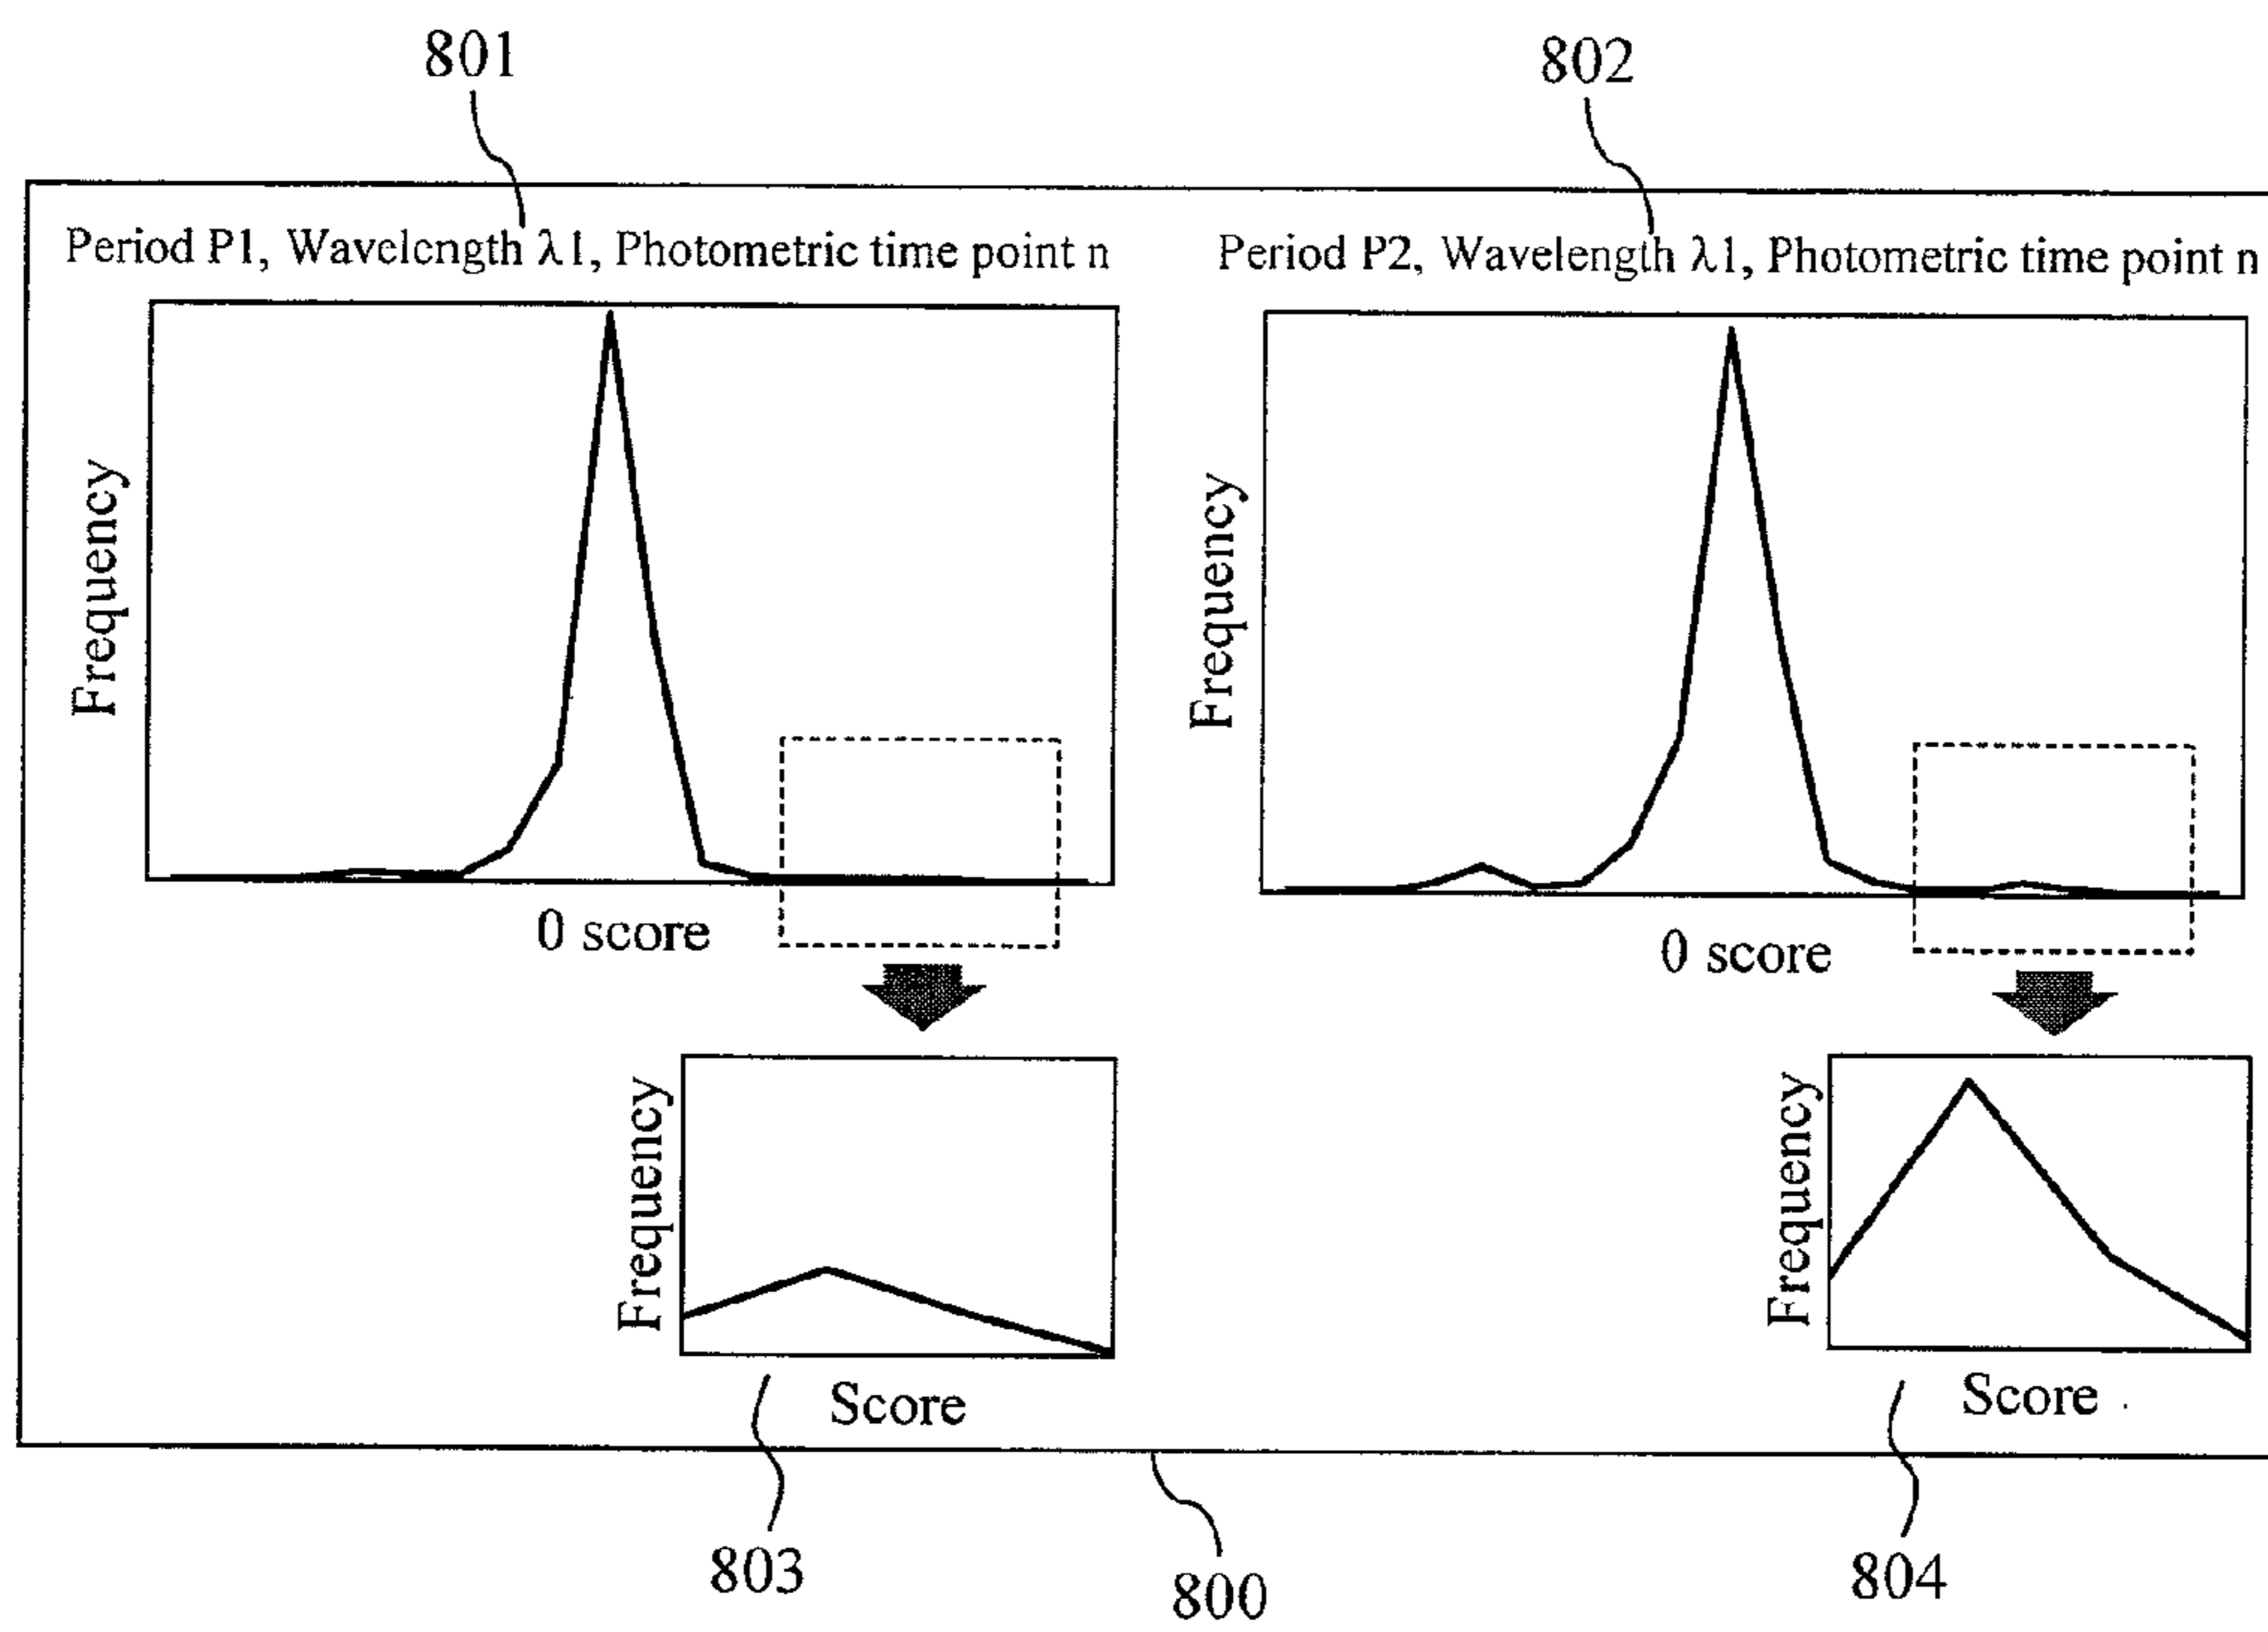 801
802
Period P1, Wavelength λ1, Photometric time point n
Period P2, Wavelength λ1, Photometric time point n
Frequency
Frequency
0 score
0 score
Frequency
Frequency
Score
Score
803
800
804